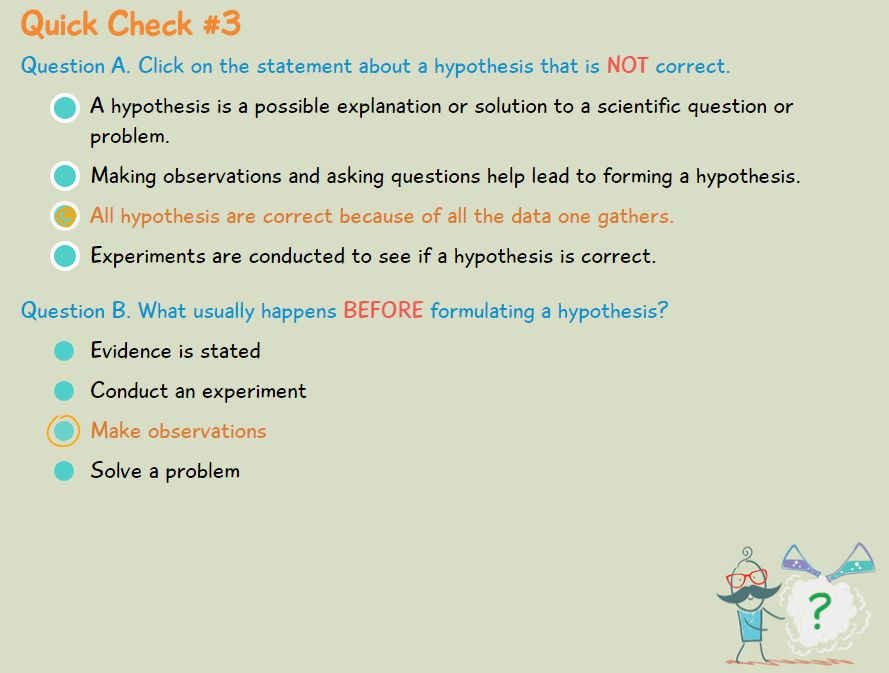 Quick Check #3
Question A. Click on the statement about a hypothesis that is NOT correct.
A hypothesis is a possible explanation or solution to a scientific question or
problem.
Making observations and asking questions help lead to forming a hypothesis.
All hypothesis are correct because of all the data one gathers.
Experiments are conducted to see if a hypothesis is correct.
Question B. What usually happens BEFORE formulating a hypothesis?
Evidence is stated
Conduct an experiment
Make observations
Solve a problem
?